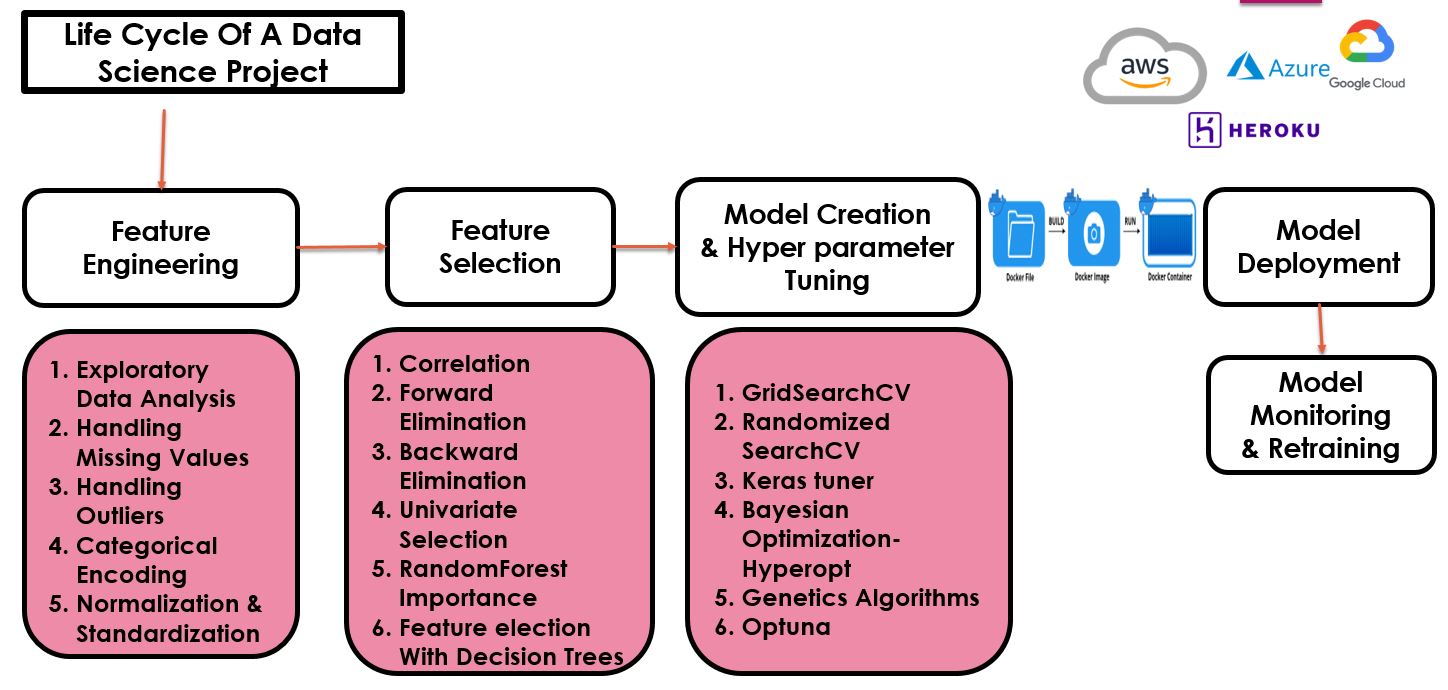 Life Cycle Of A Data
Science Project
aws
Azure
Google Cloud
HEROKU
Feature
Engineering
Feature
Selection
Model Creation
& Hyper parameter
Tuning
BUILD
RUN
Docker File
Docker Image
Docker Container
Model
Deployment
1. Exploratory
Data Analysis
2. Handling
Missing Values
3. Handling
Outliers
4. Categorical
Encoding
5. Normalization &
Standardization
1. Correlation
2. Forward
Elimination
3. Backward
Elimination
4. Univariate
Selection
5. RandomForest
Importance
6. Feature election
With Decision Trees
1. GridSearchCV
2. Randomized
SearchCV
3. Keras tuner
4. Bayesian
Optimization-
Hyperopt
5. Genetics Algorithms
6. Optuna
Model
Monitoring
& Retraining